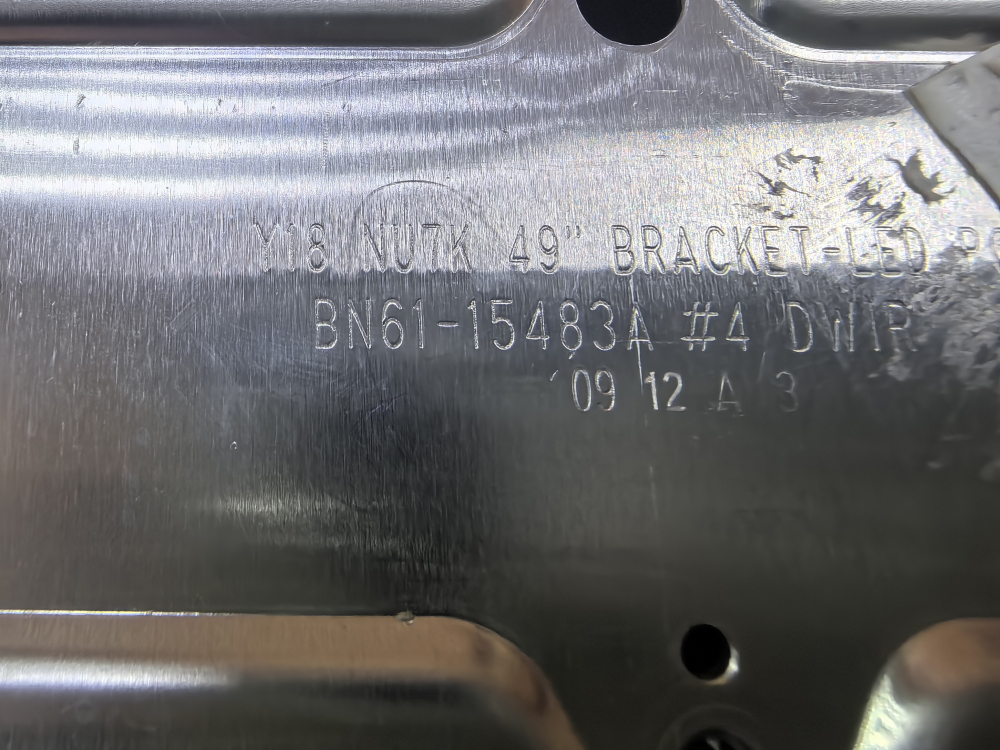 Y18 NU7K 49" BRACKET-LED
BN61-15483A #4 DWIR
'09 12 A 3